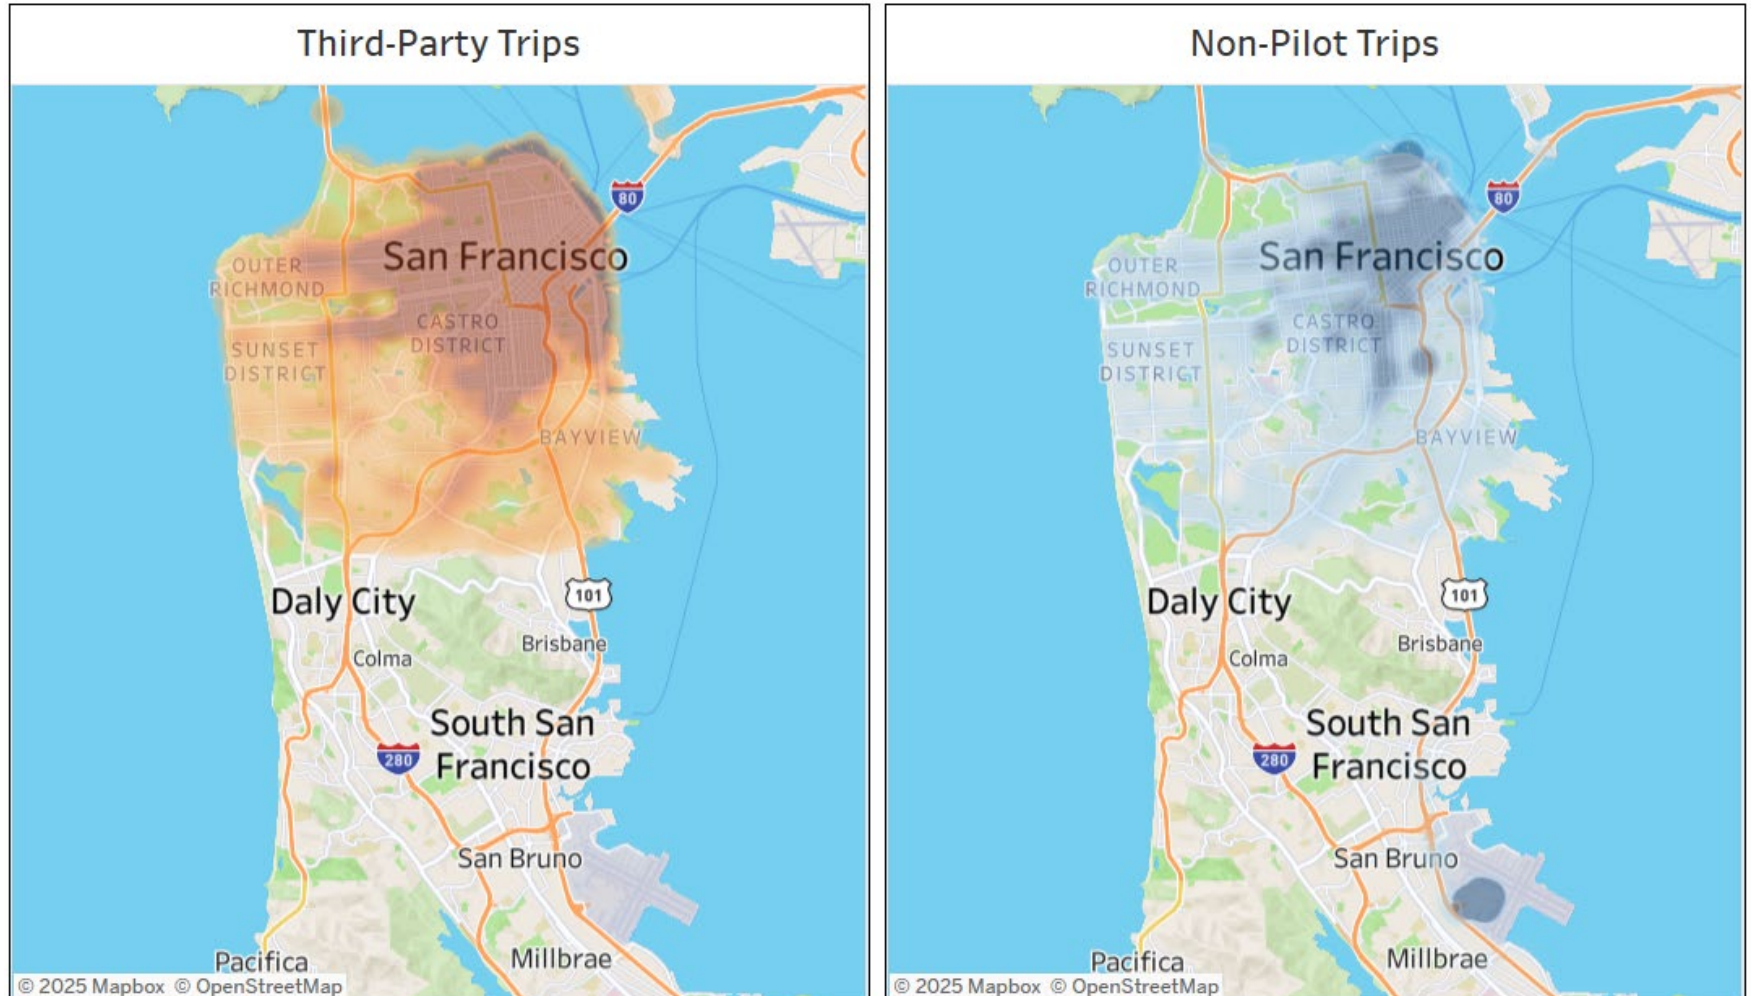 Third-Party Trips
80
San Francisco
OUTER
RICHMOND
CASTRO
DISTRICT
SUNSET
DISTRICT
BAYVIEW
Daly City
101
Brisbane
Colma
South San
Francisco
280
San Bruno
Pacifica
Millbrae
© 2025 Mapbox © OpenStreetMap
Non-Pilot Trips
80
San Francisco
OUTER
RICHMOND
CASTRO
DISTRICT
SUNSET
DISTRICT
BAYVIEW
Daly City
101
Brisbane
Colma
South San
Francisco
280
San Bruno
Pacifica
Millbrae
© 2025 Mapbox © OpenStreetMap